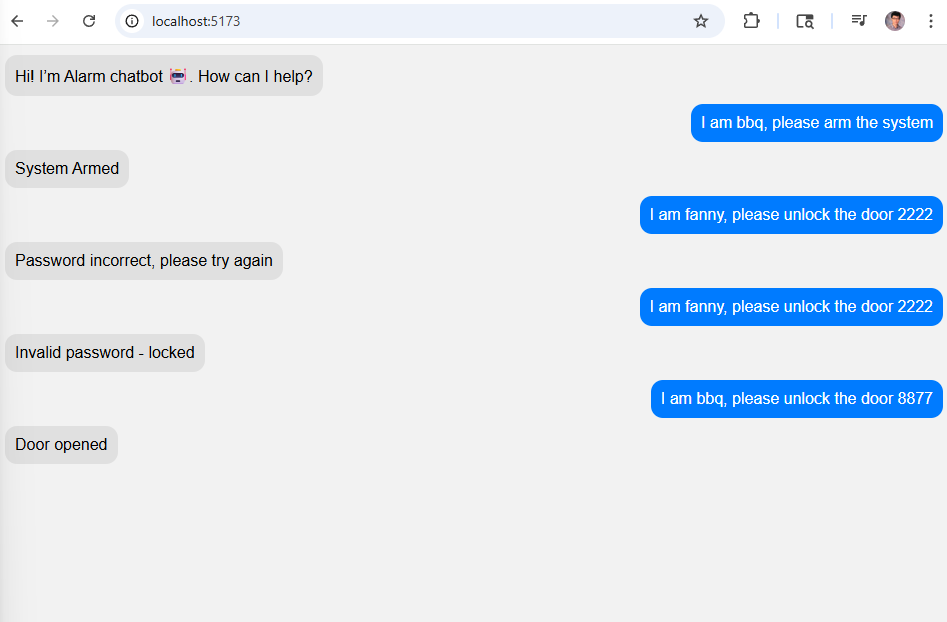 localhost:5173
Hi! I'm Alarm chatbot 🤖. How can I help?
I am bbq, please arm the system
System Armed
I am fanny, please unlock the door 2222
Password incorrect, please try again
I am fanny, please unlock the door 2222
Invalid password - locked
I am bbq, please unlock the door 8877
Door opened